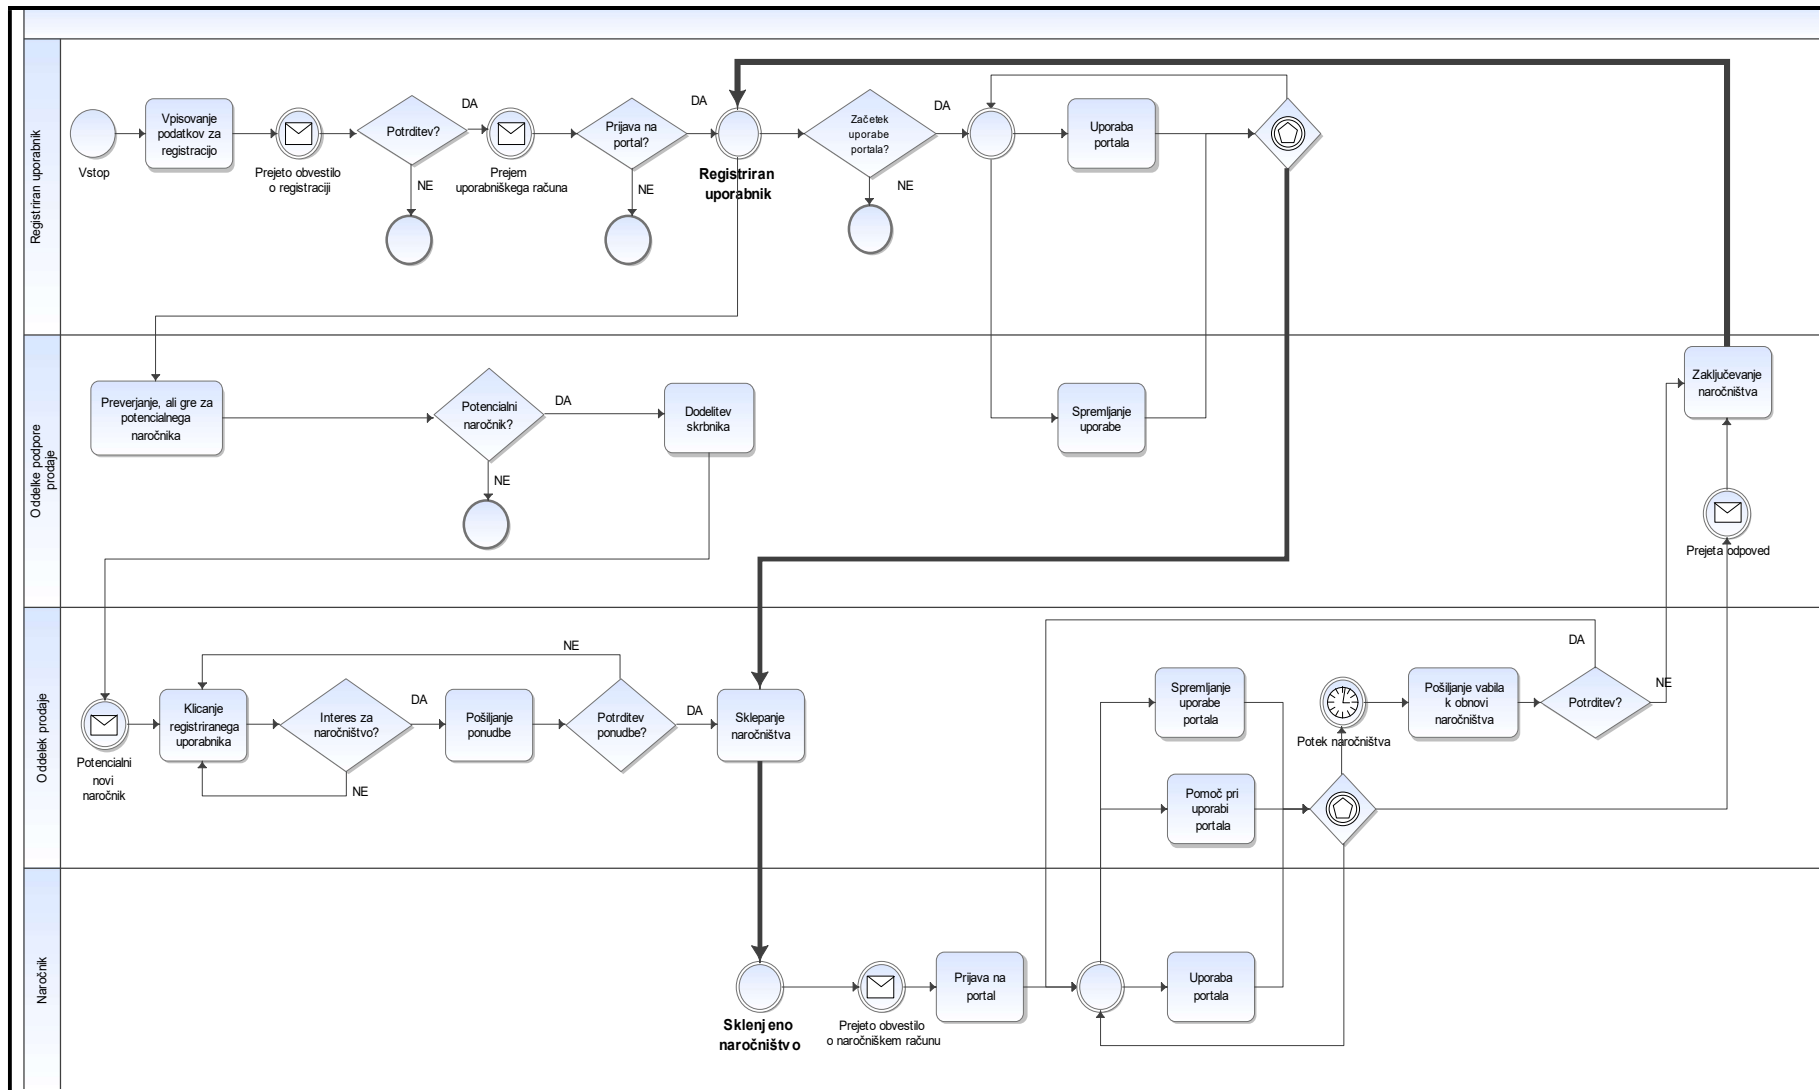 Registriran uporabnik
Vstop
Vpisovanje
podatkov za
registracijo
Prejeto obvestilo
o registraciji
Potrditev?
DA
NE
Prejem
uporabniškega računa
Prijava na
portal?
DA
NE
Registriran
uporabnik
Začetek
uporabe
portala?
DA
NE
Uporaba
portala
Oddelke podpore
prodaje
Preverjanje, ali gre za
potencialnega
naročnika
Potencialni
naročnik?
DA
NE
Dodelitev
skrbnika
Spremljanje
uporabe
Zaključevanje
naročništva
Prejeta odpoved
Oddelek prodaje
Potencialni
novi
naročnik
Klicanje
registriranega
uporabnika
Interes za
naročništvo?
DA
NE
Pošiljanje
ponudbe
Potrditev
ponudbe?
NE
DA
Sklepanje
naročništva
Spremljanje
uporabe
portala
Pomoč pri
uporabi
portala
Potek naročništva
Pošiljanje vabila
k obnovi
naročništva
Potrditev?
DA
NE
Naročnik
Sklenjeno
naročništvo
Prejeto obvestilo
o naročniškem računu
Prijava na
portal
Uporaba
portala